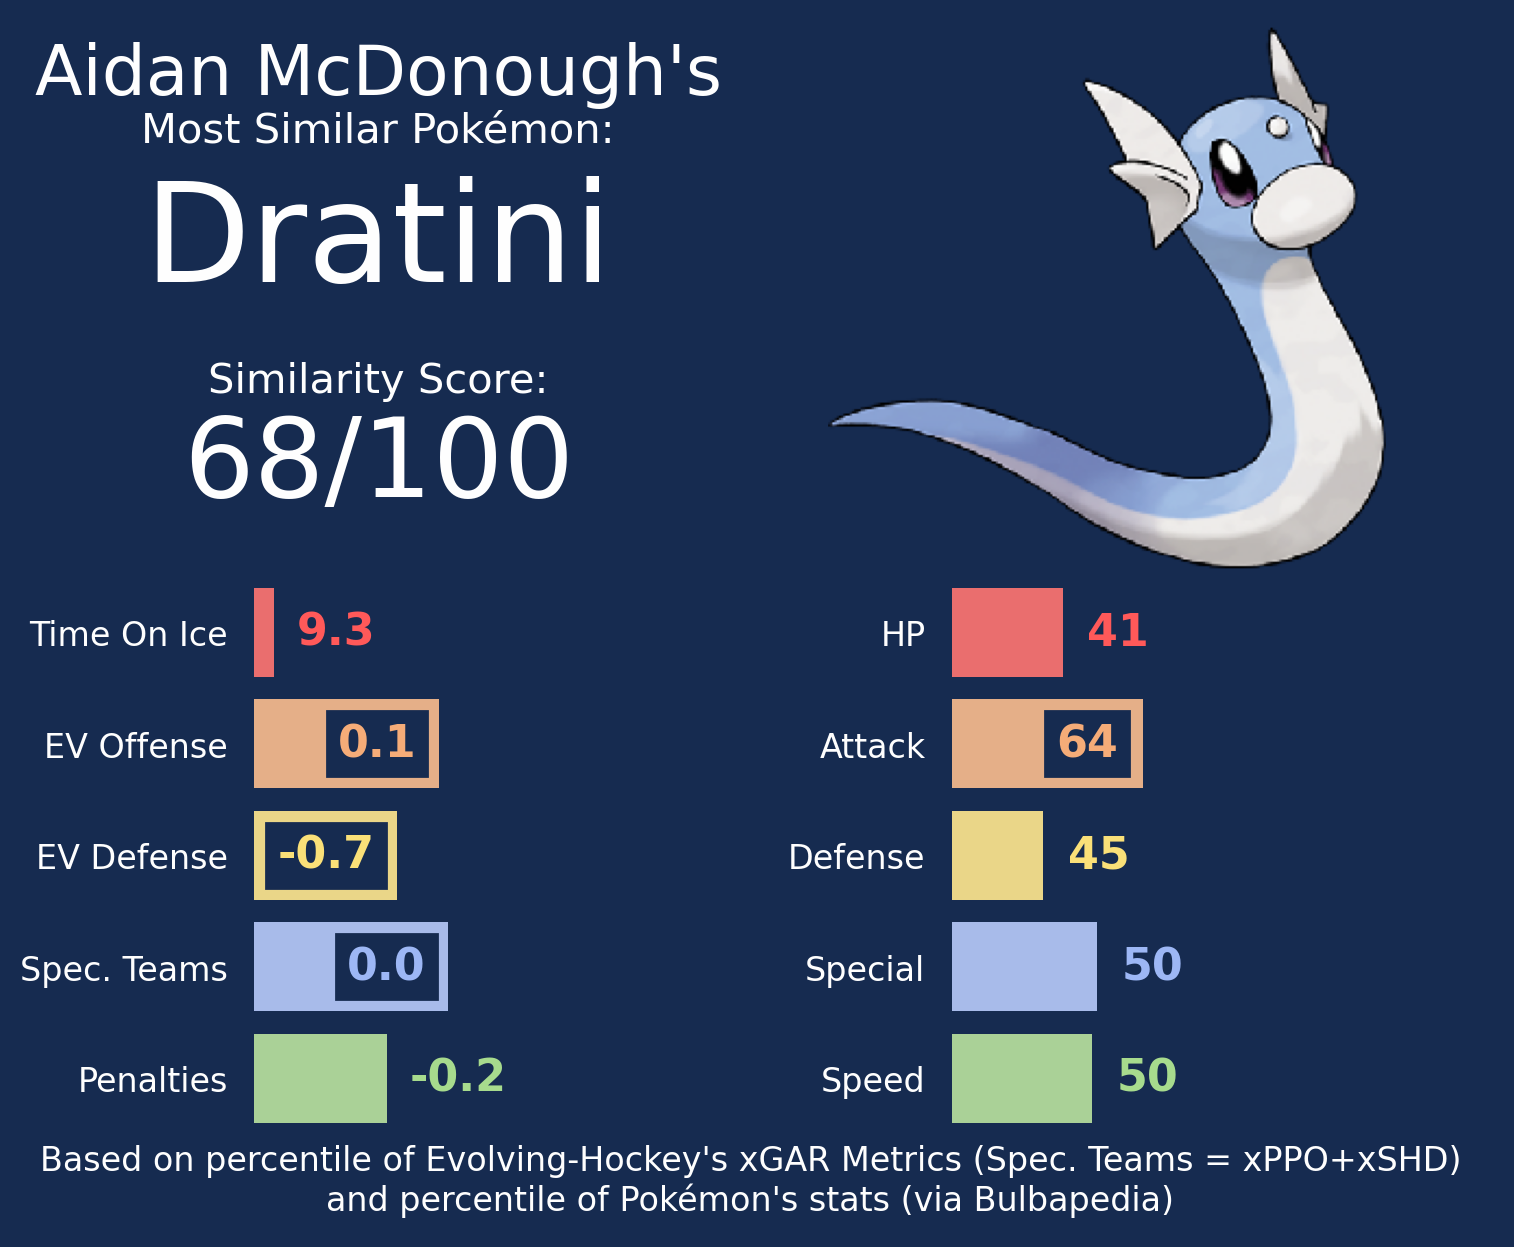 Aidan McDonough's
Most Similar Pokémon:
Dratini
Similarity Score:
68/100
Time On Ice 9.3
EV Offense 0.1
EV Defense -0.7
Spec. Teams 0.0
Penalties -0.2
HP 41
Attack 64
Defense 45
Special 50
Speed 50
Based on percentile of Evolving-Hockey's xGAR Metrics (Spec. Teams = xPPO+xSHD)
and percentile of Pokémon's stats (via Bulbapedia)